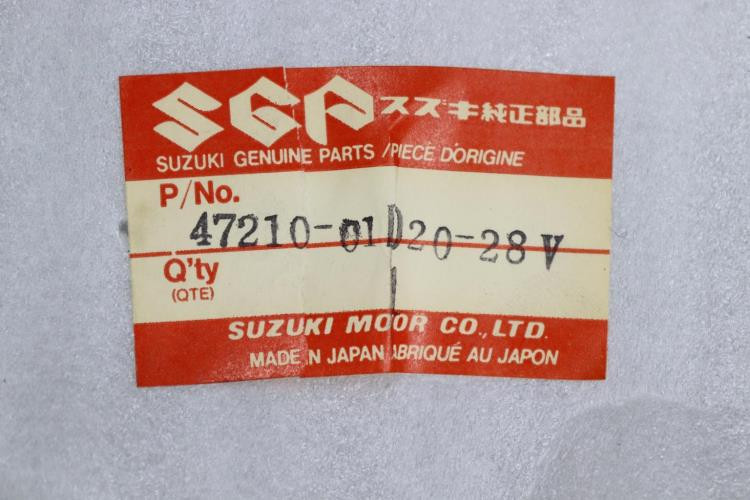 SGP スズキ純正部品
SUZUKI GENUINE PARTS / PIECE D'ORIGINE
P/No.
47210-01D20-28V
Q'ty
1
(QTE)
SUZUKI MOOR CO., LTD.
MADE IN JAPAN ABRIQUÉ AU JAPON